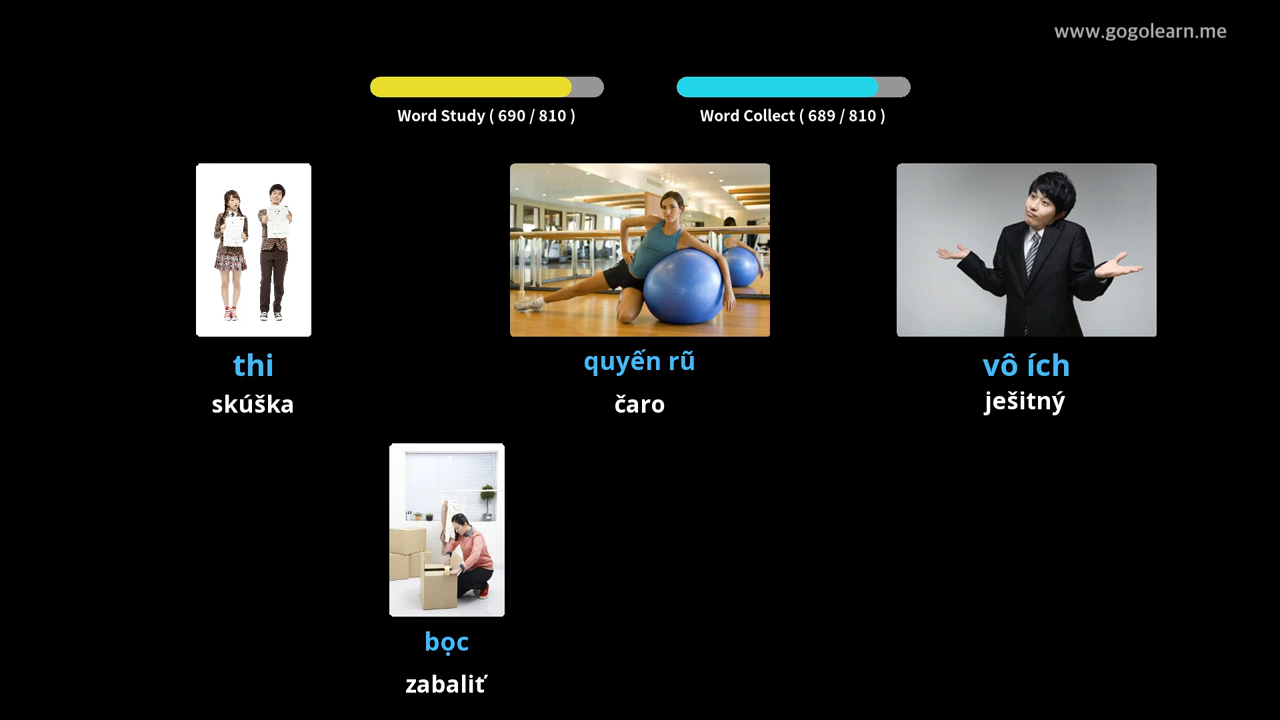 www.gogolearn.me
Word Study ( 690 / 810 )
Word Collect ( 689 / 810 )
thi
skúška
quyến rũ
čaro
vô ích
ješitný
bọc
zabaliť